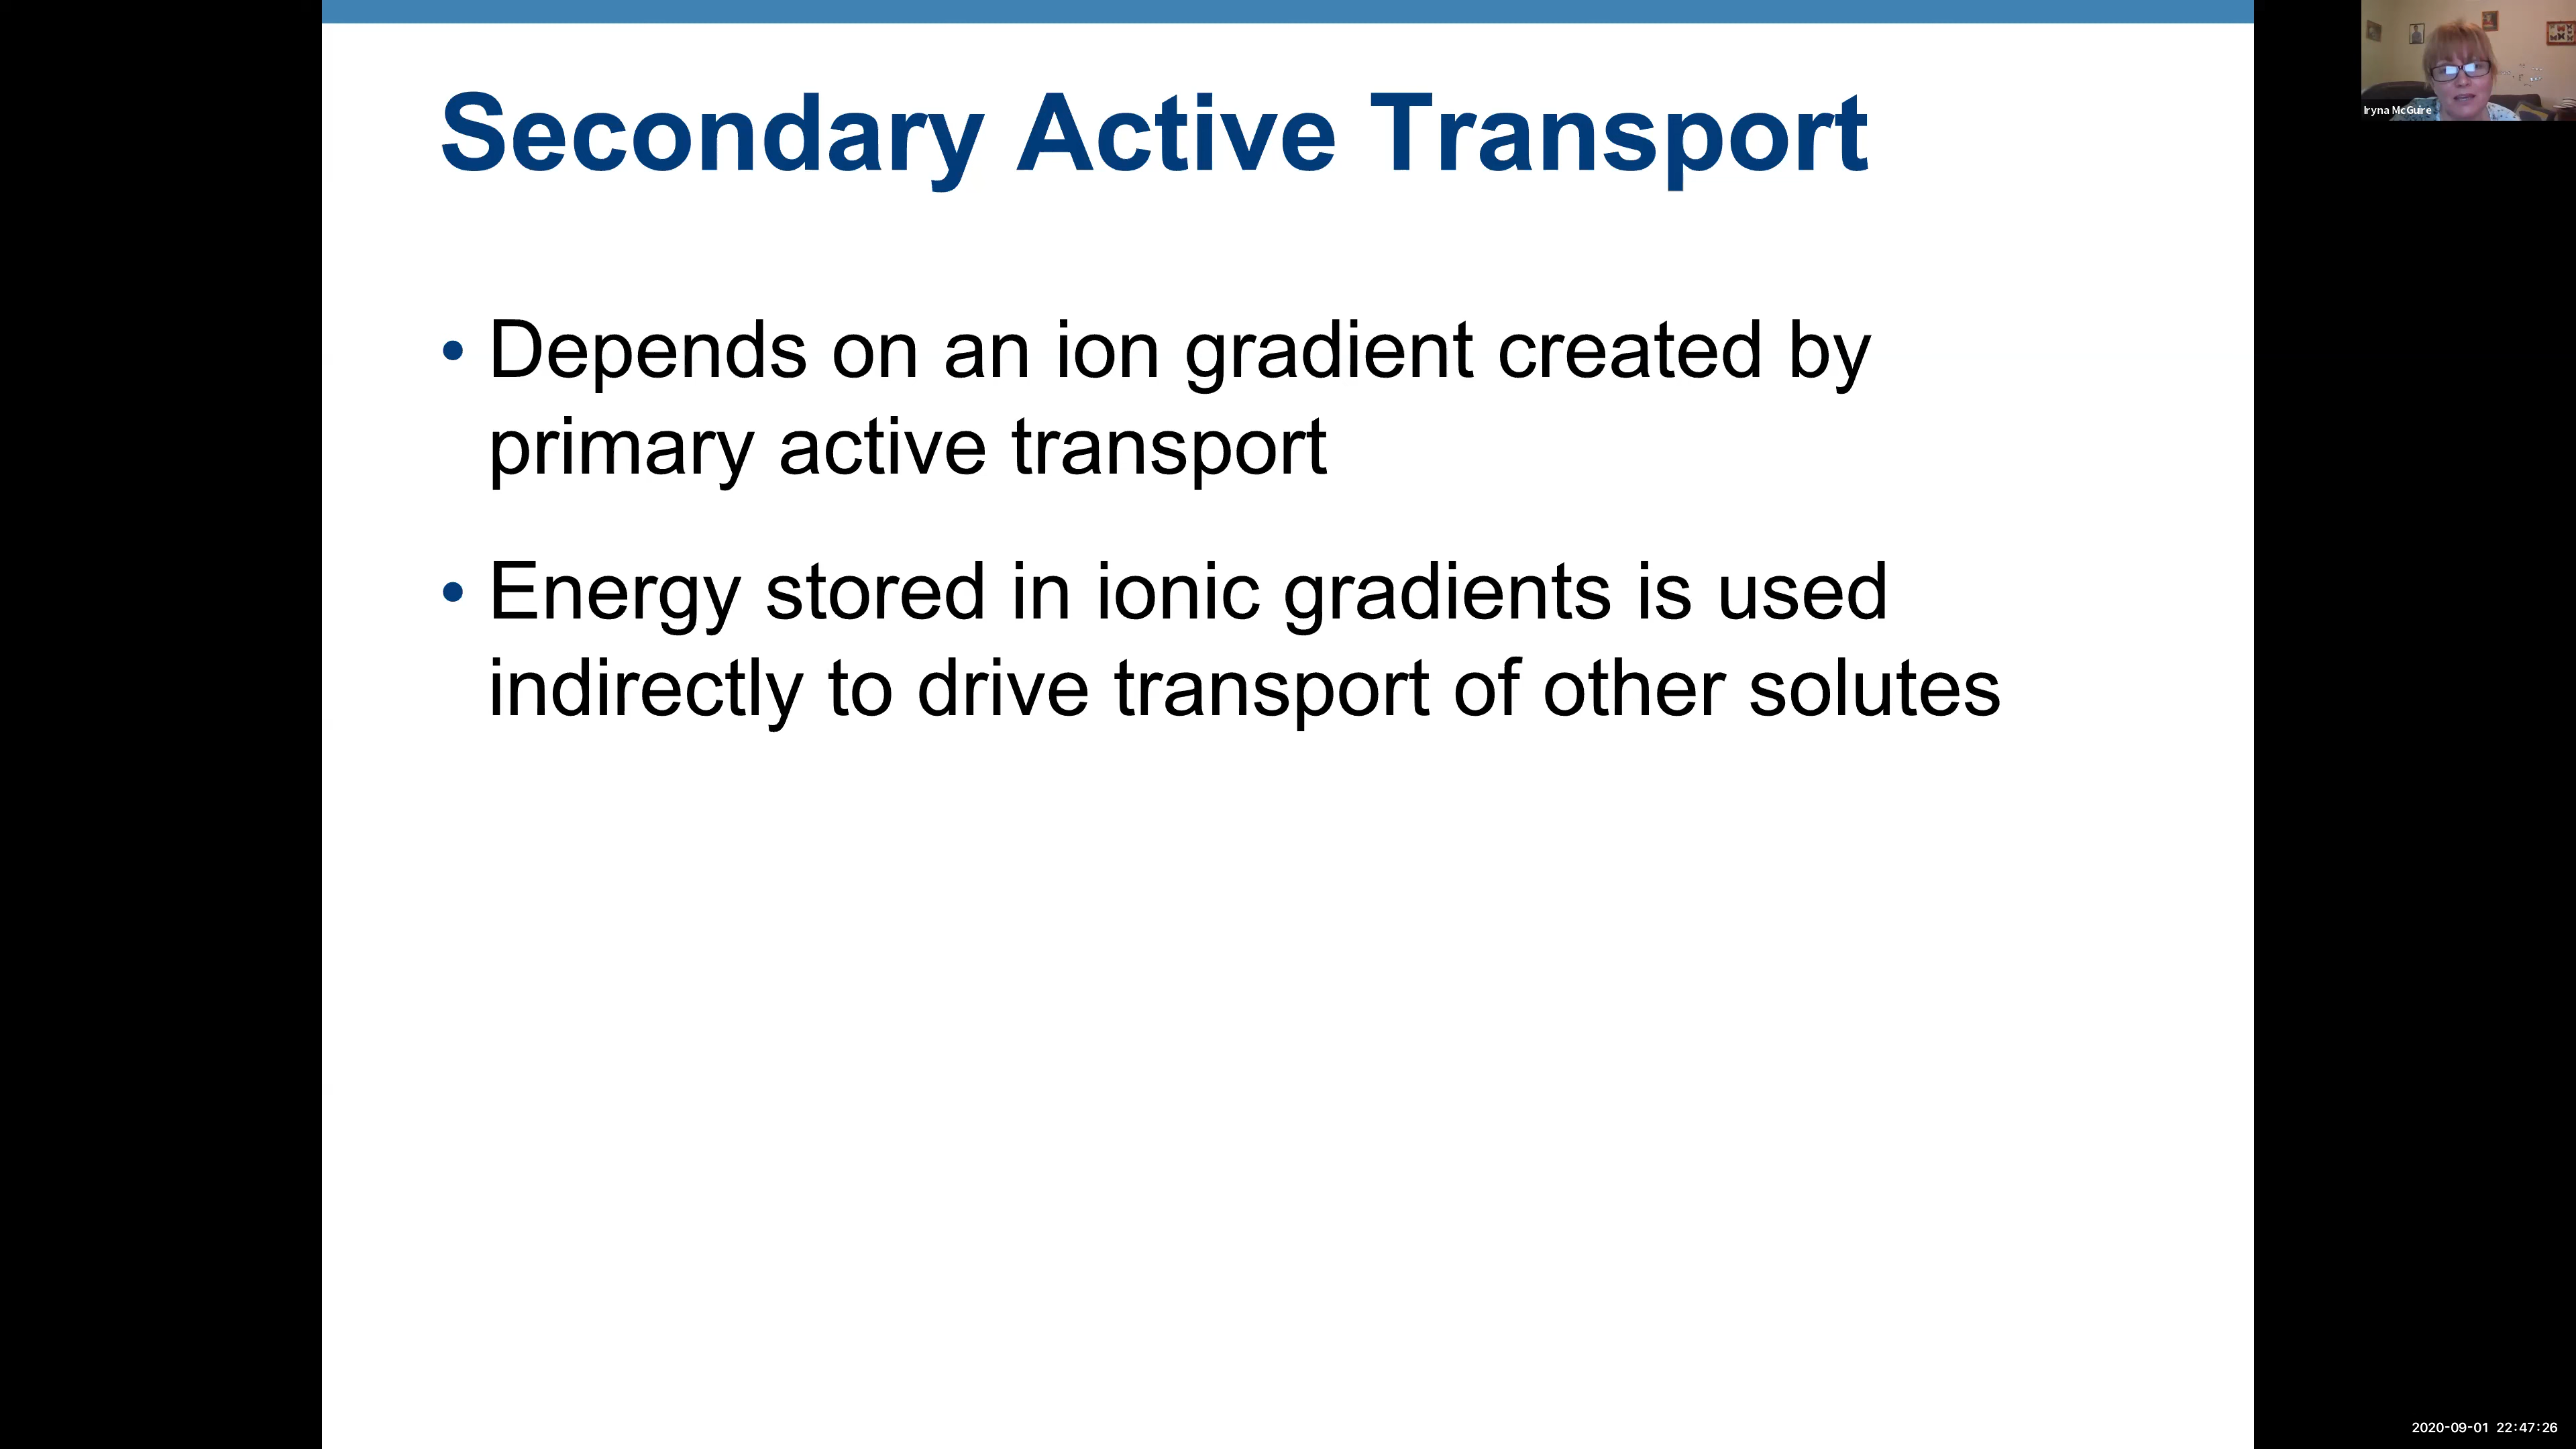 Secondary Active Transport
• Depends on an ion gradient created by
primary active transport
• Energy stored in ionic gradients is used
indirectly to drive transport of other solutes
Iryna McGuire
2020-09-01 22:47:26